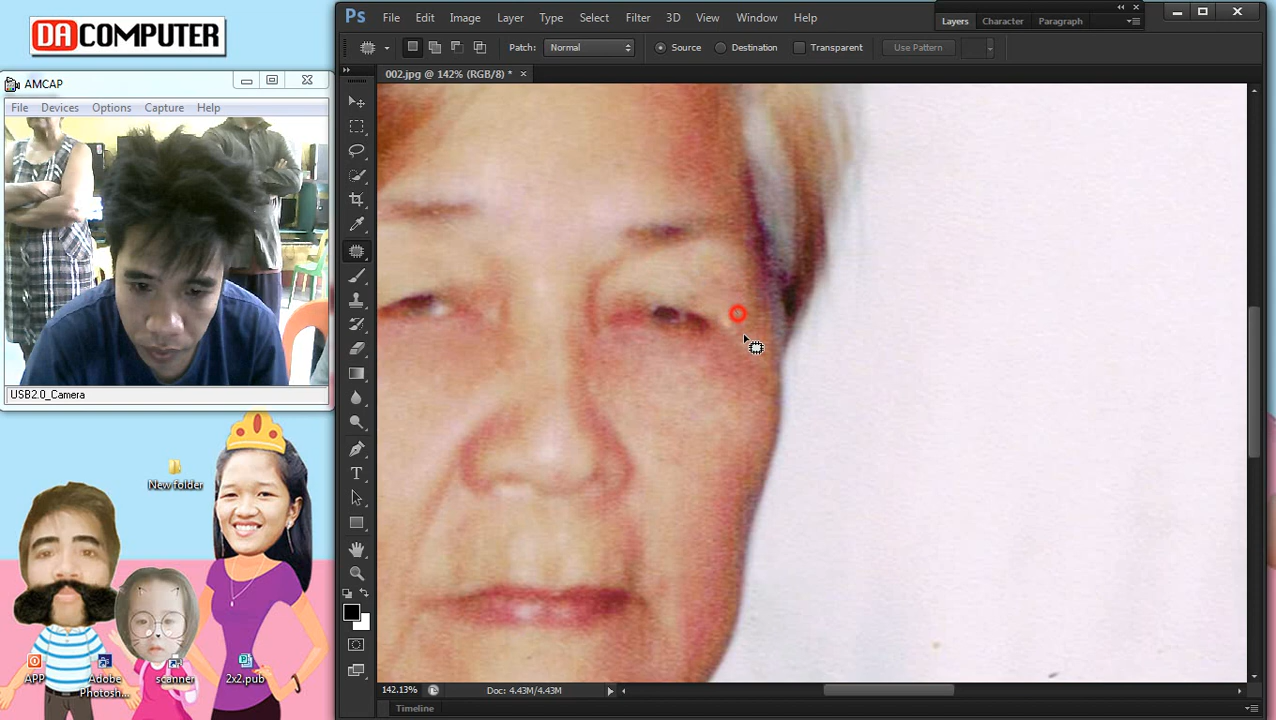 DA COMPUTER
AMCAP
File Devices Options Capture Help
USB2.0_Camera
New folder
APP
Adobe Photosh...
scanner
2x2.pub
Ps File Edit Image Layer Type Select Filter 3D View Window Help
Layers Character Paragraph
Patch: Normal Source Destination Transparent Use Pattern
002.jpg @ 142% (RGB/8) *
T
142.13% Doc: 4.43M/4.43M
Timeline